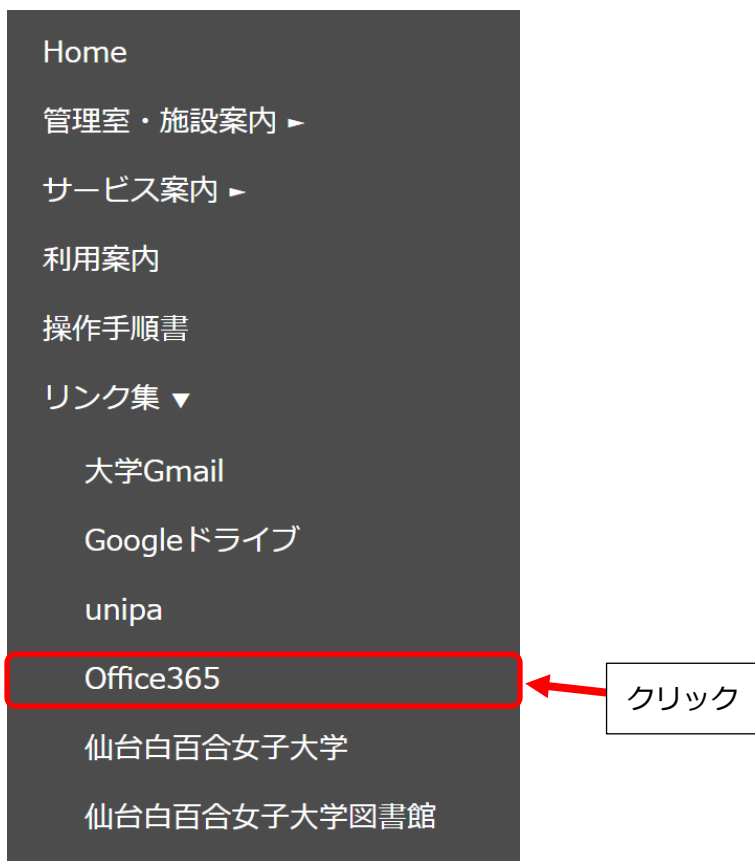 Home
管理室・施設案内 ►
サービス案内 ►
利用案内
操作手順書
リンク集 ▼
大学Gmail
Googleドライブ
unipa
Office365
クリック
仙台白百合女子大学
仙台白百合女子大学図書館